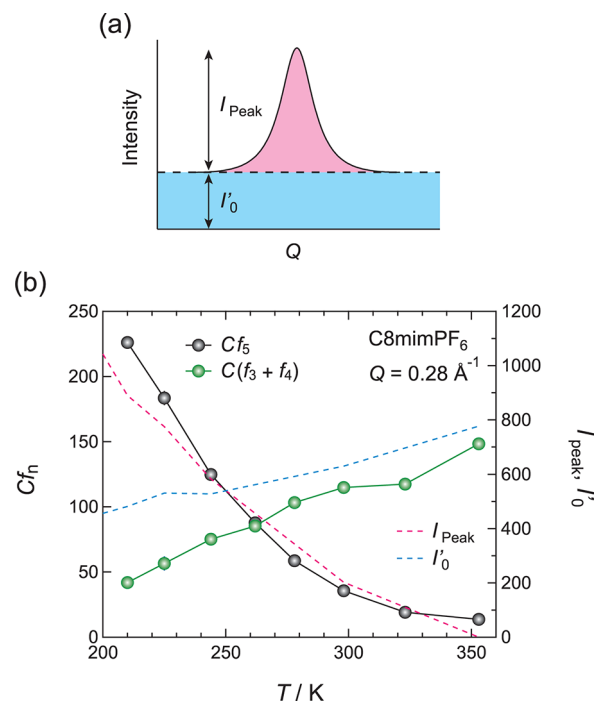 (a)
Intensity
I Peak
I'0
Q
(b)
250
200
150
100
50
0
Cfn
1200
1000
800
600
400
200
0
Ipeak, I'0
Cf5
C(f3 + f4)
C8mimPF6
Q = 0.28 Å-1
I Peak
I'0
200
250
300
350
T / K